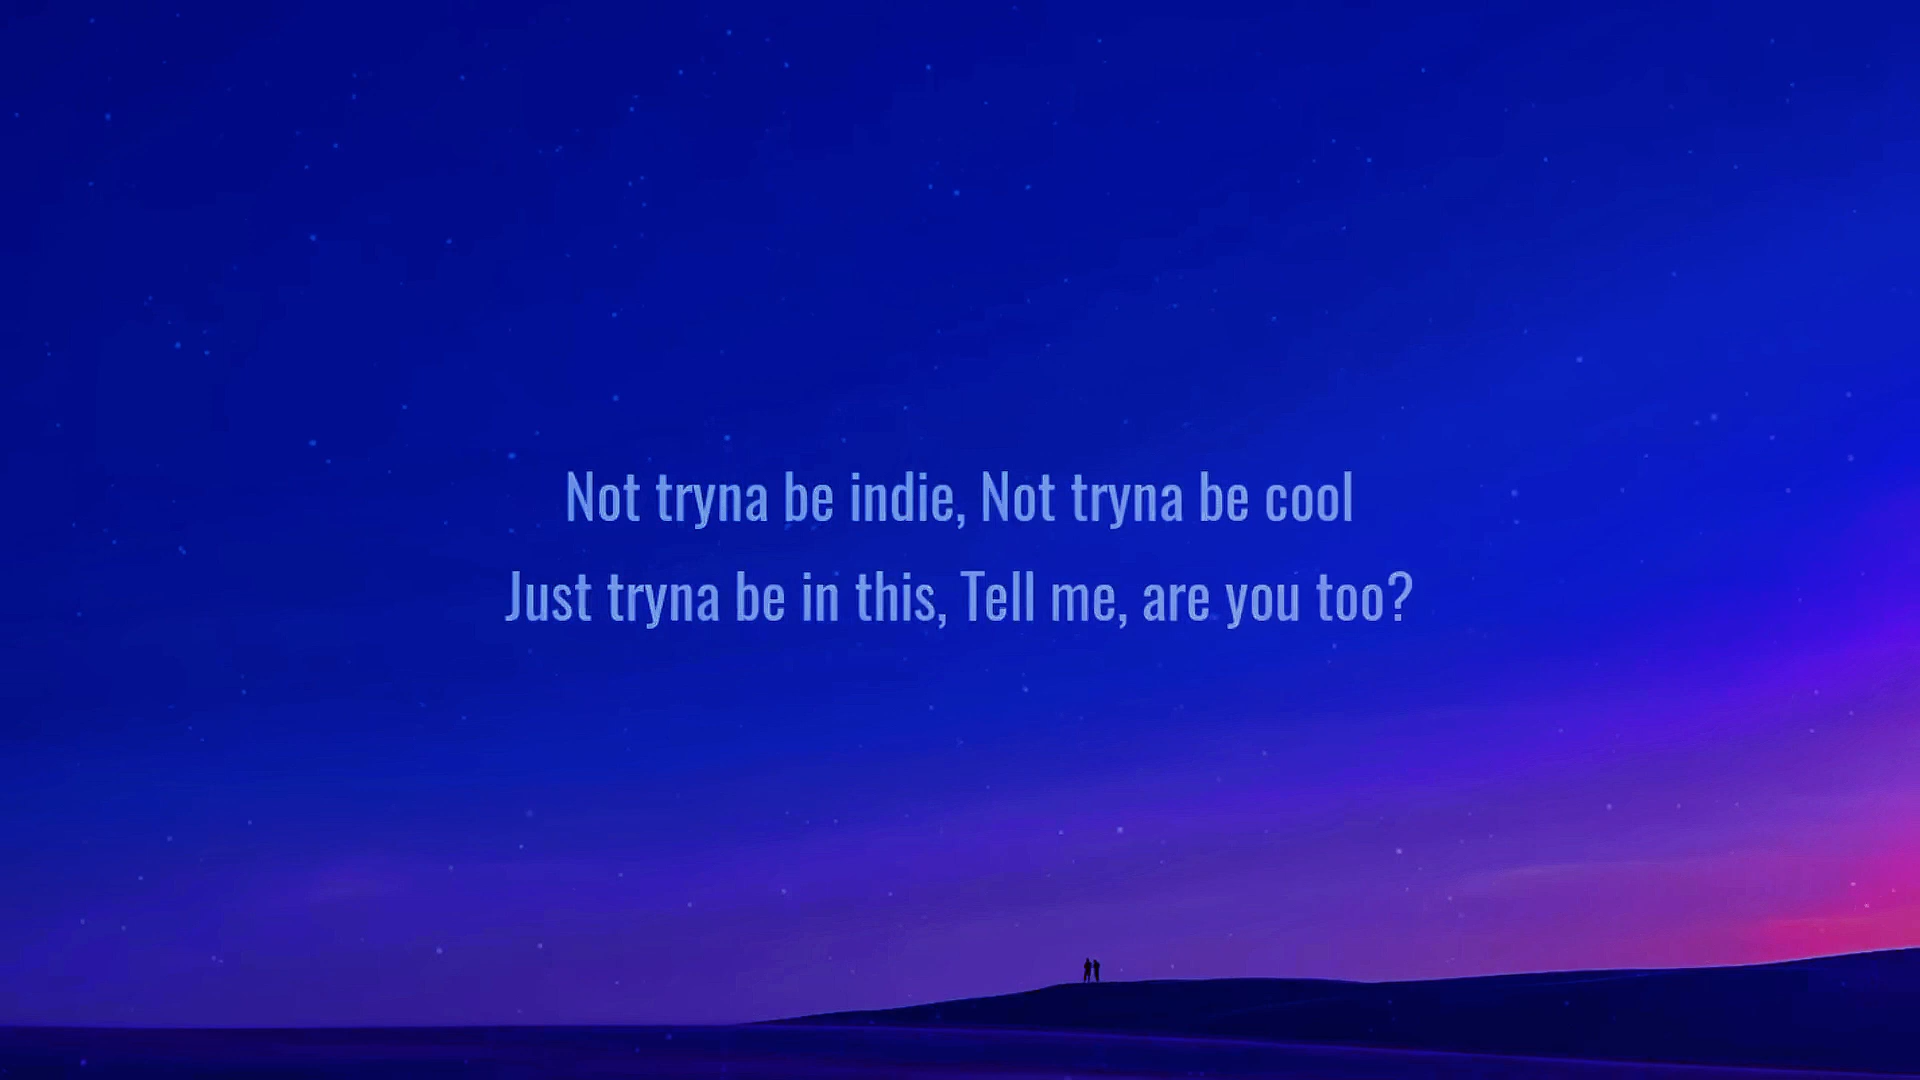 Not tryna be indie, Not tryna be cool
Just tryna be in this, Tell me, are you too?